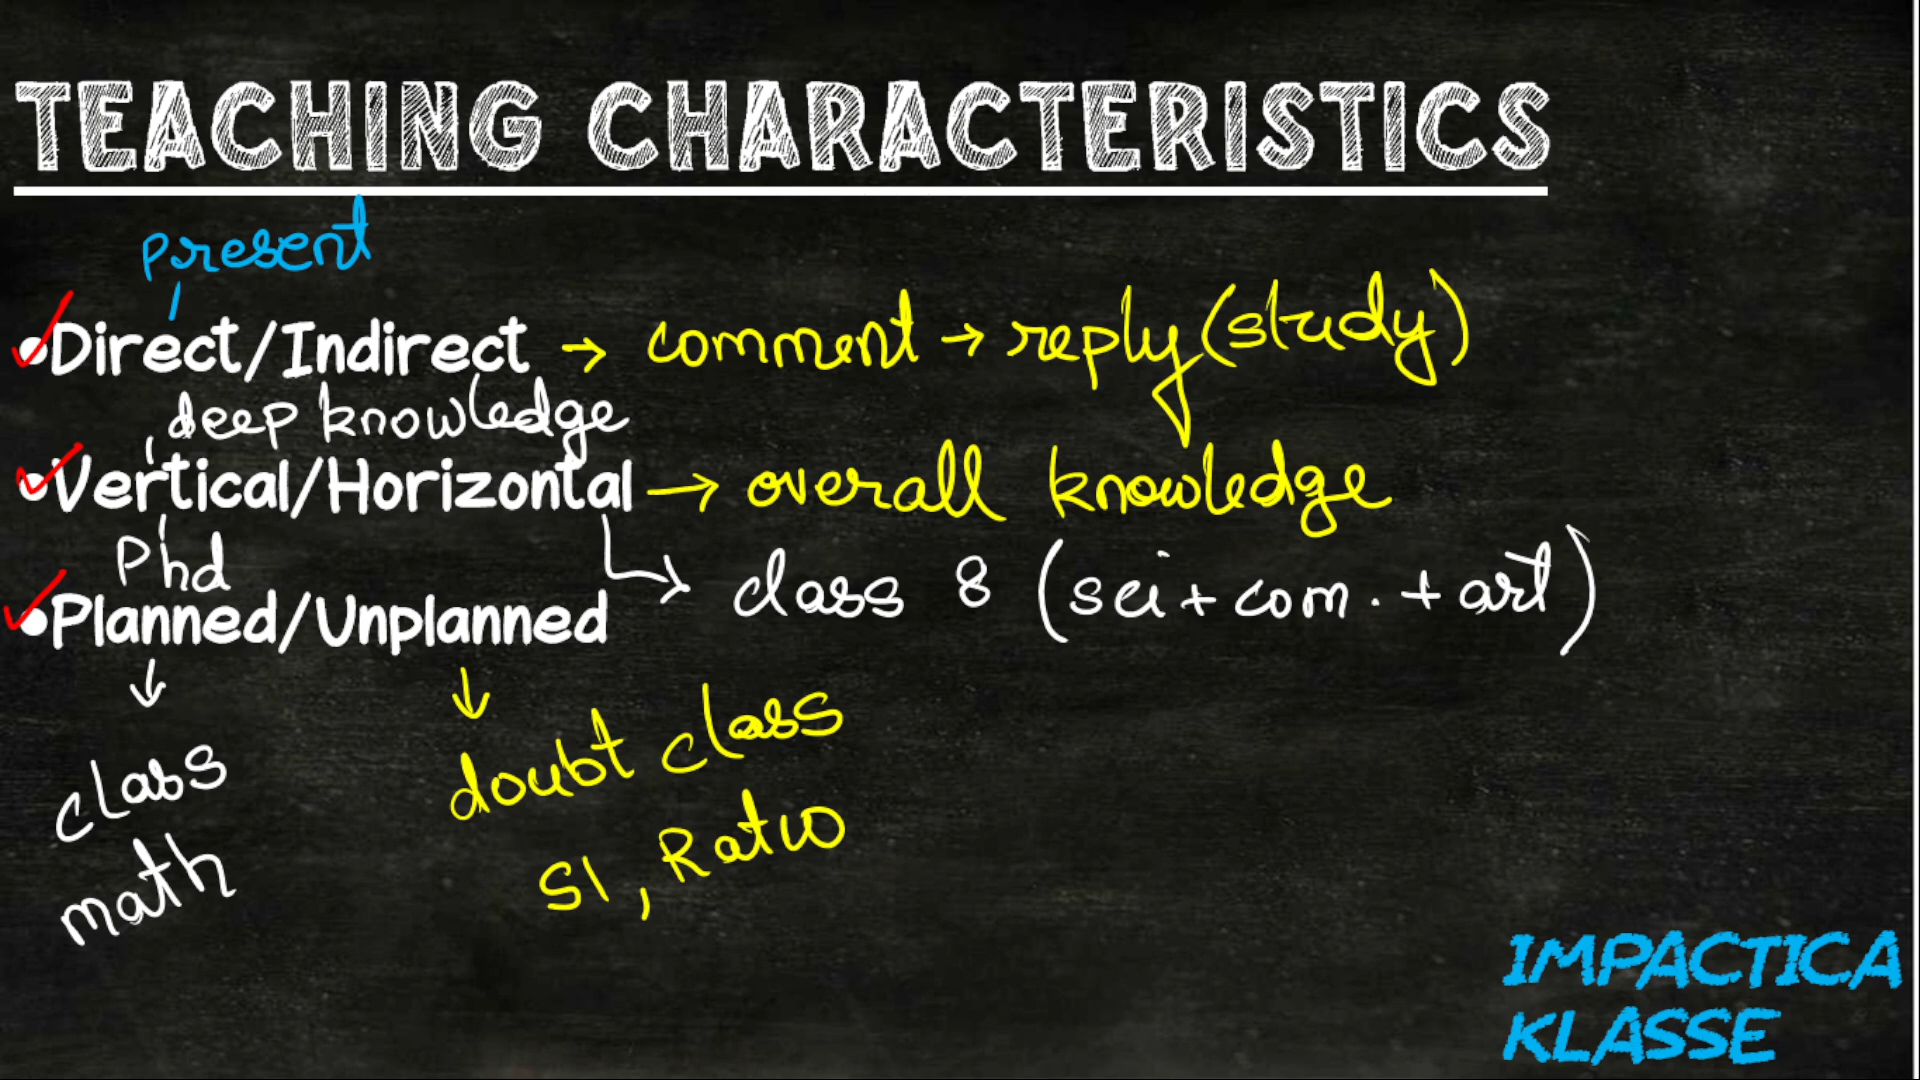 TEACHING CHARACTERISTICS
present
•Direct/Indirect → comment → reply (study)
deep knowledge
•Vertical/Horizontal → overall knowledge
Phd
class 8 (sci + com. + art)
•Planned/Unplanned
class
math
doubt class
SI, Ratio
IMPACTICA
KLASSE